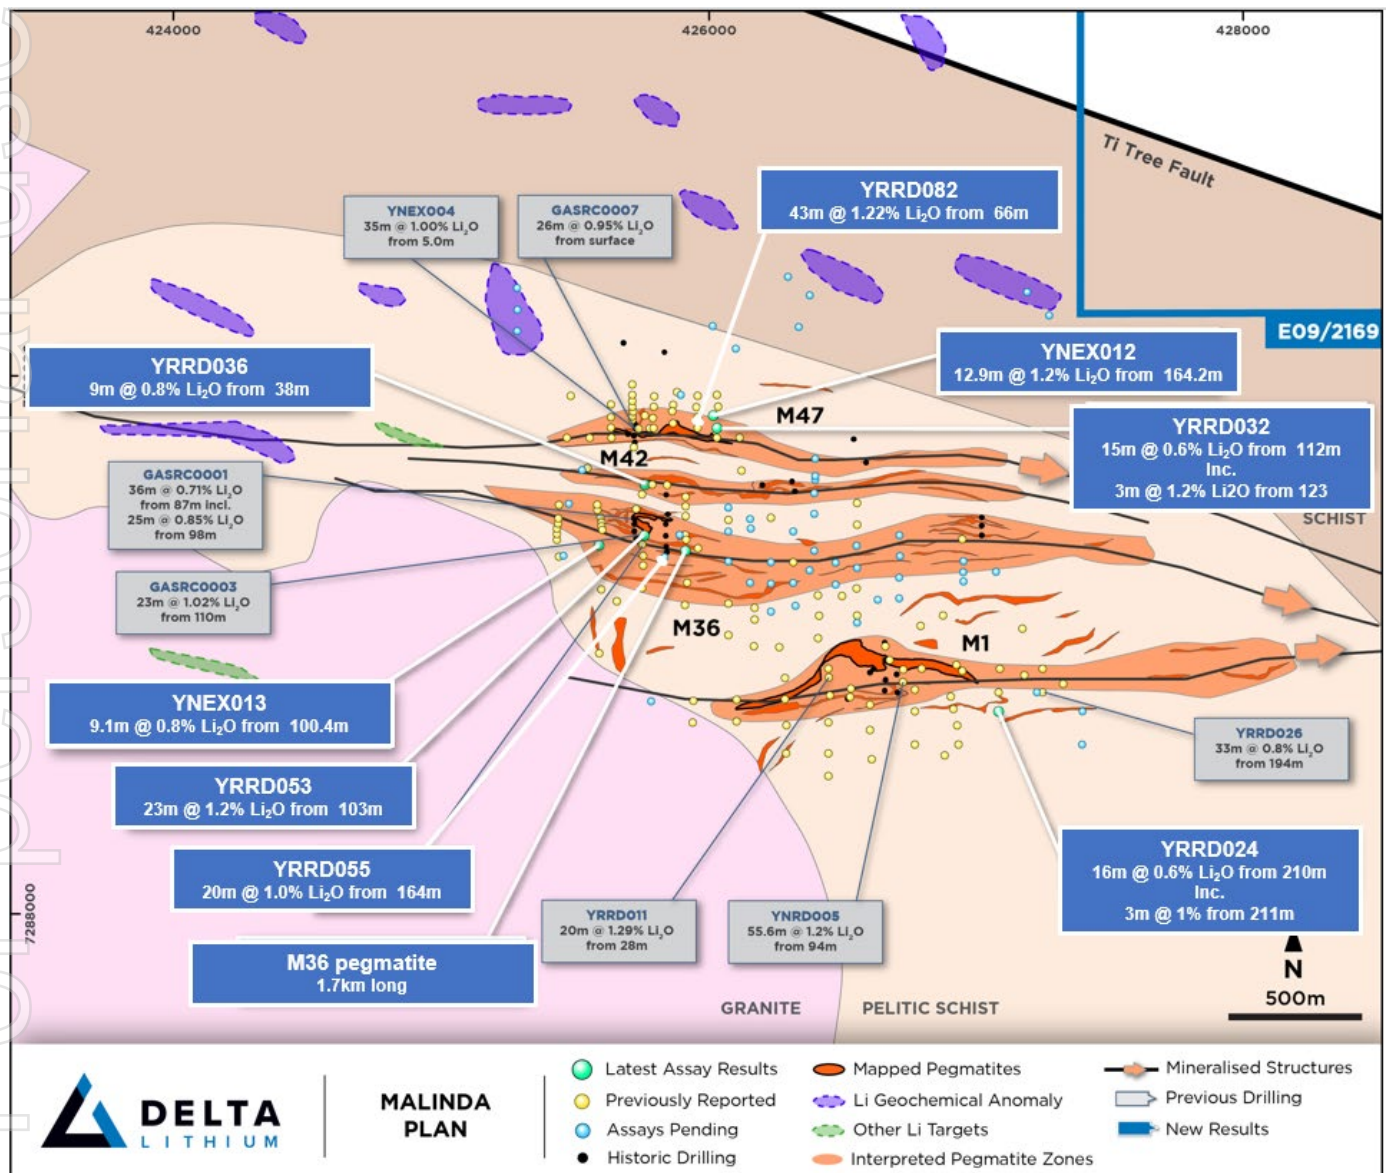 424000
426000
428000
Ti Tree Fault
YRRD082
43m @ 1.22% Li₂O from 66m
YNEX004
35m @ 1.00% Li₂O
from 5.0m
GASRC0007
26m @ 0.95% Li₂O
from surface
E09/2169
YRRD036
9m @ 0.8% Li₂O from 38m
YNEX012
12.9m @ 1.2% Li₂O from 164.2m
M47
M42
YRRD032
15m @ 0.6% Li₂O from 112m
Inc.
3m @ 1.2% Li2O from 123
SCHIST
GASRC0001
36m @ 0.71% Li₂O
from 87m incl.
25m @ 0.85% Li₂O
from 98m
GASRC0003
23m @ 1.02% Li₂O
from 110m
M36
M1
YNEX013
9.1m @ 0.8% Li₂O from 100.4m
YRRD026
33m @ 0.8% Li₂O
from 194m
YRRD053
23m @ 1.2% Li₂O from 103m
YRRD055
20m @ 1.0% Li₂O from 164m
YRRD024
16m @ 0.6% Li₂O from 210m
Inc.
3m @ 1% from 211m
YRRD011
20m @ 1.29% Li₂O
from 28m
YNRD005
55.6m @ 1.2% Li₂O
from 94m
7288000
M36 pegmatite
1.7km long
N
500m
GRANITE
PELITIC SCHIST
DELTA
LITHIUM
MALINDA
PLAN
Latest Assay Results
Previously Reported
Assays Pending
Historic Drilling
Mapped Pegmatites
Li Geochemical Anomaly
Other Li Targets
Interpreted Pegmatite Zones
Mineralised Structures
Previous Drilling
New Results